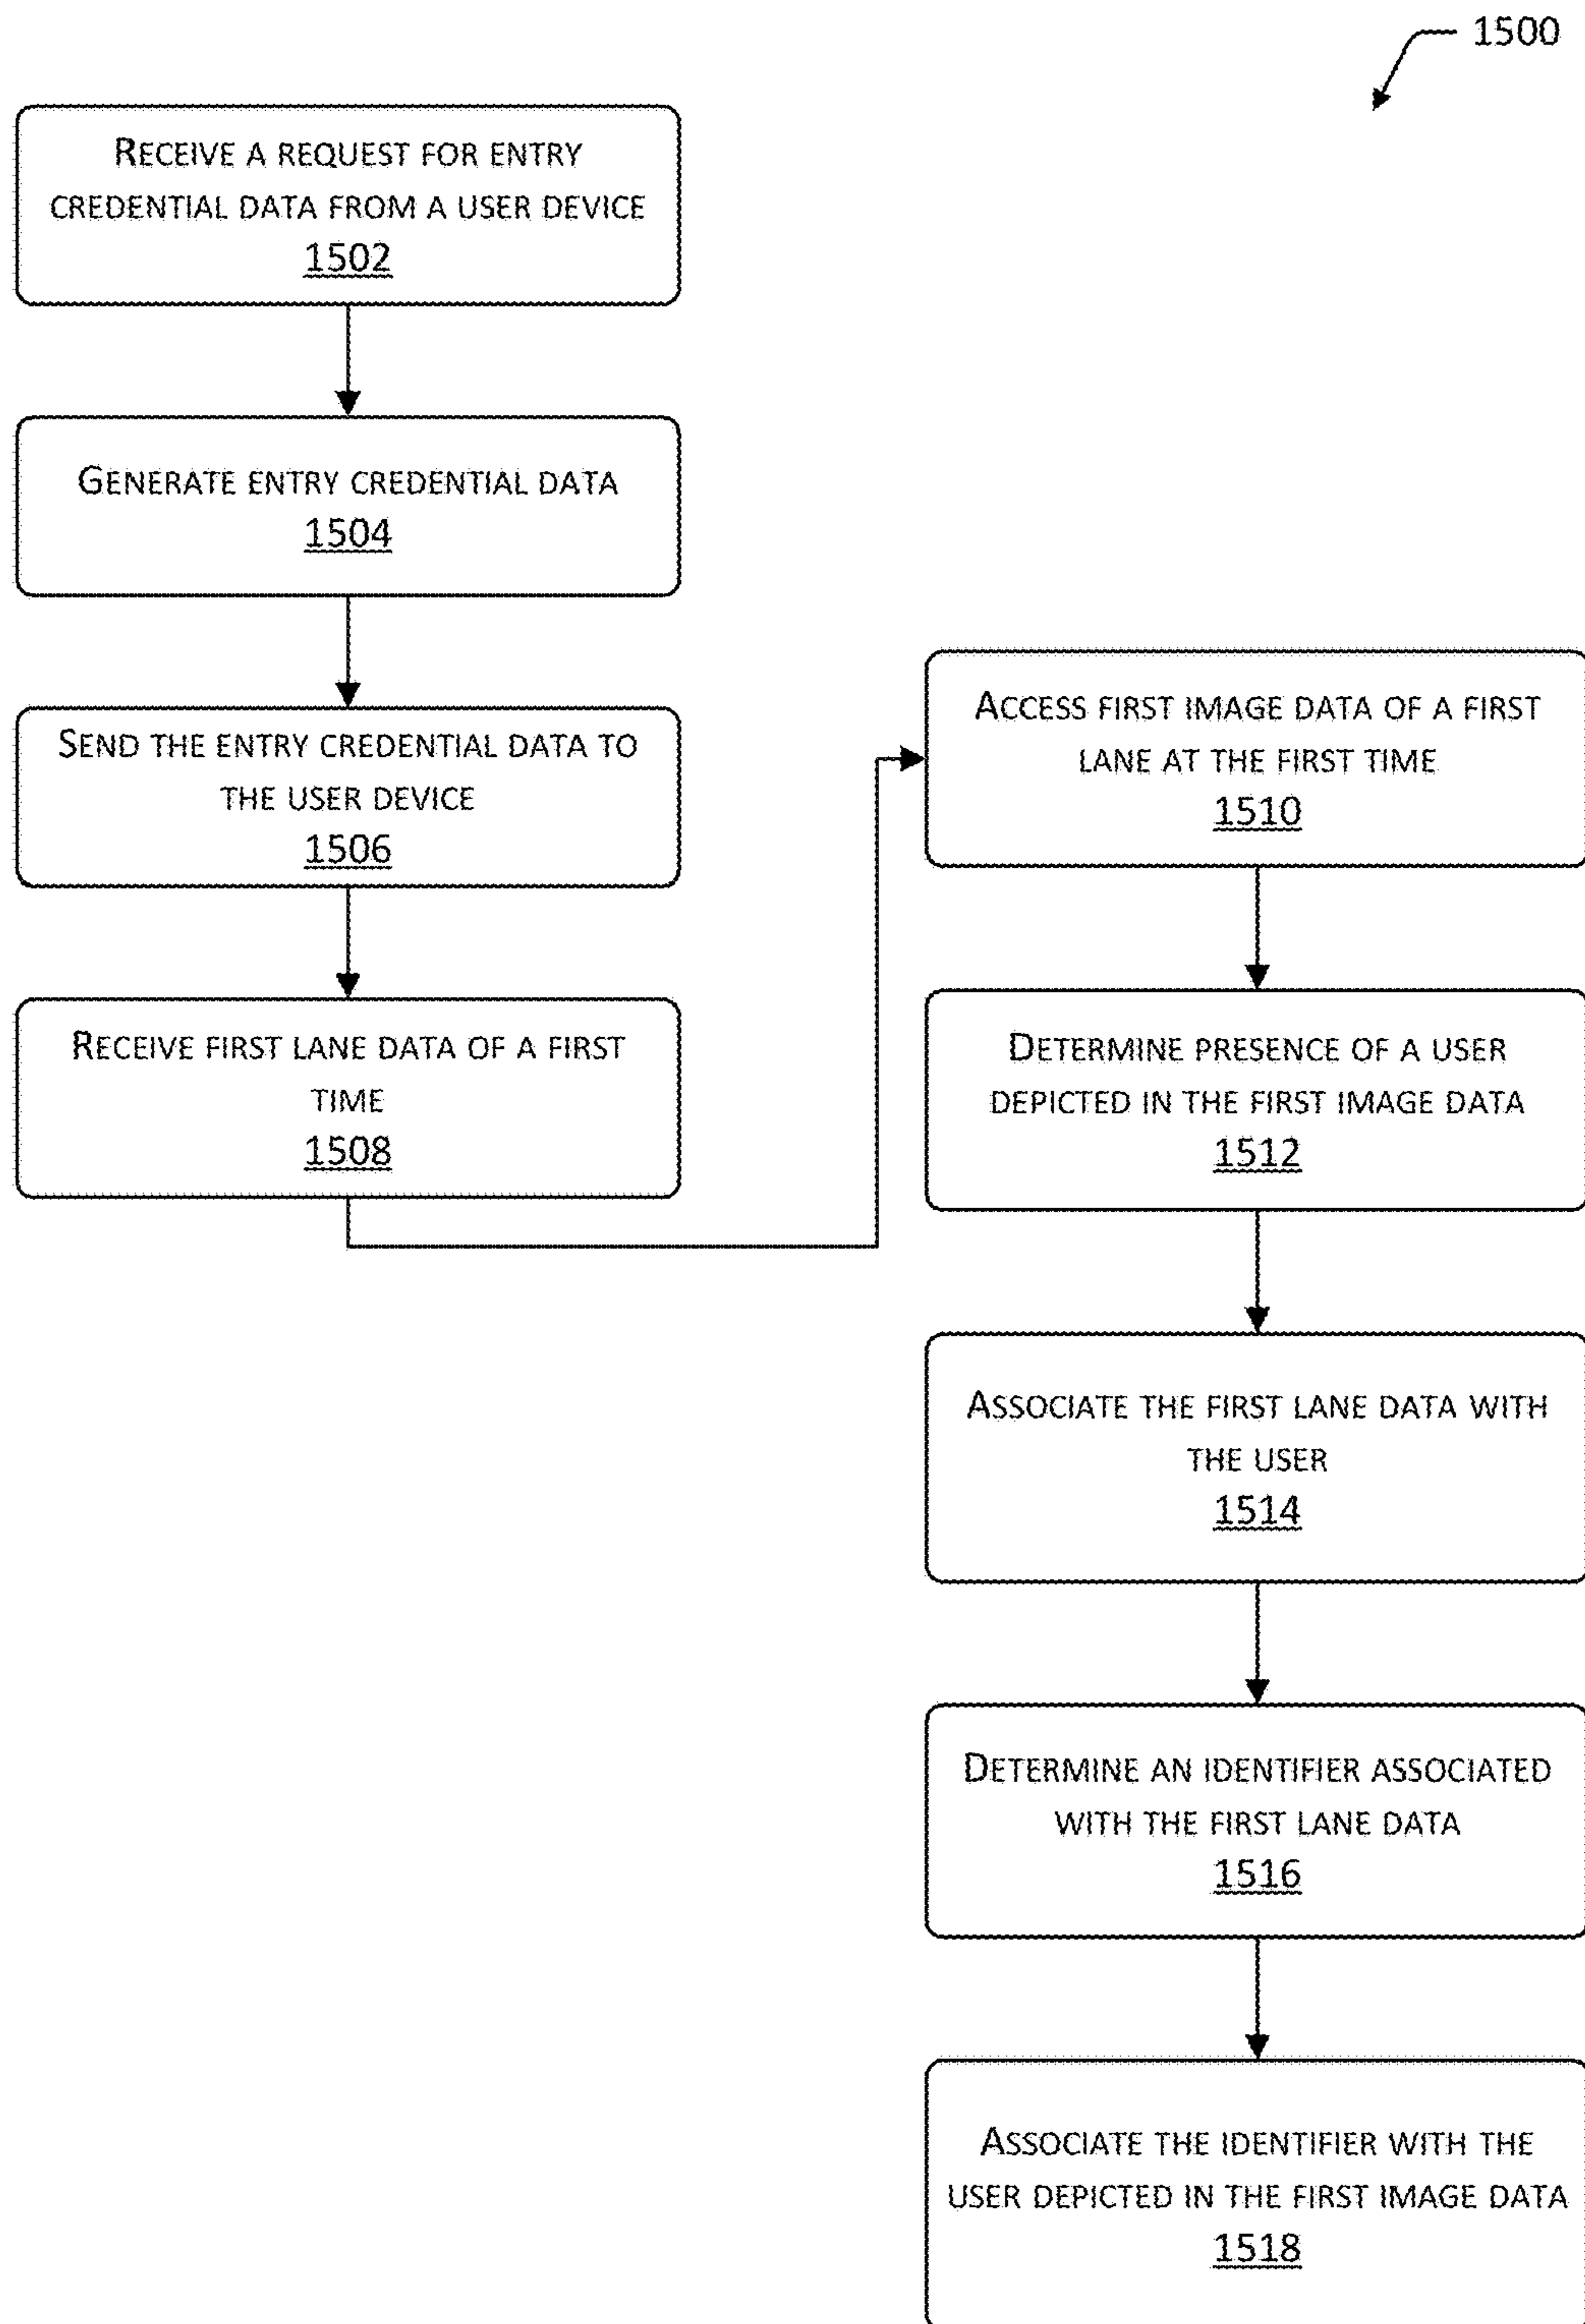 1500
RECEIVE A REQUEST FOR ENTRY
CREDENTIAL DATA FROM A USER DEVICE
1502
GENERATE ENTRY CREDENTIAL DATA
1504
SEND THE ENTRY CREDENTIAL DATA TO
THE USER DEVICE
1506
RECEIVE FIRST LANE DATA OF A FIRST
TIME
1508
ACCESS FIRST IMAGE DATA OF A FIRST
LANE AT THE FIRST TIME
1510
DETERMINE PRESENCE OF A USER
DEPICTED IN THE FIRST IMAGE DATA
1512
ASSOCIATE THE FIRST LANE DATA WITH
THE USER
1514
DETERMINE AN IDENTIFIER ASSOCIATED
WITH THE FIRST LANE DATA
1516
ASSOCIATE THE IDENTIFIER WITH THE
USER DEPICTED IN THE FIRST IMAGE DATA
1518